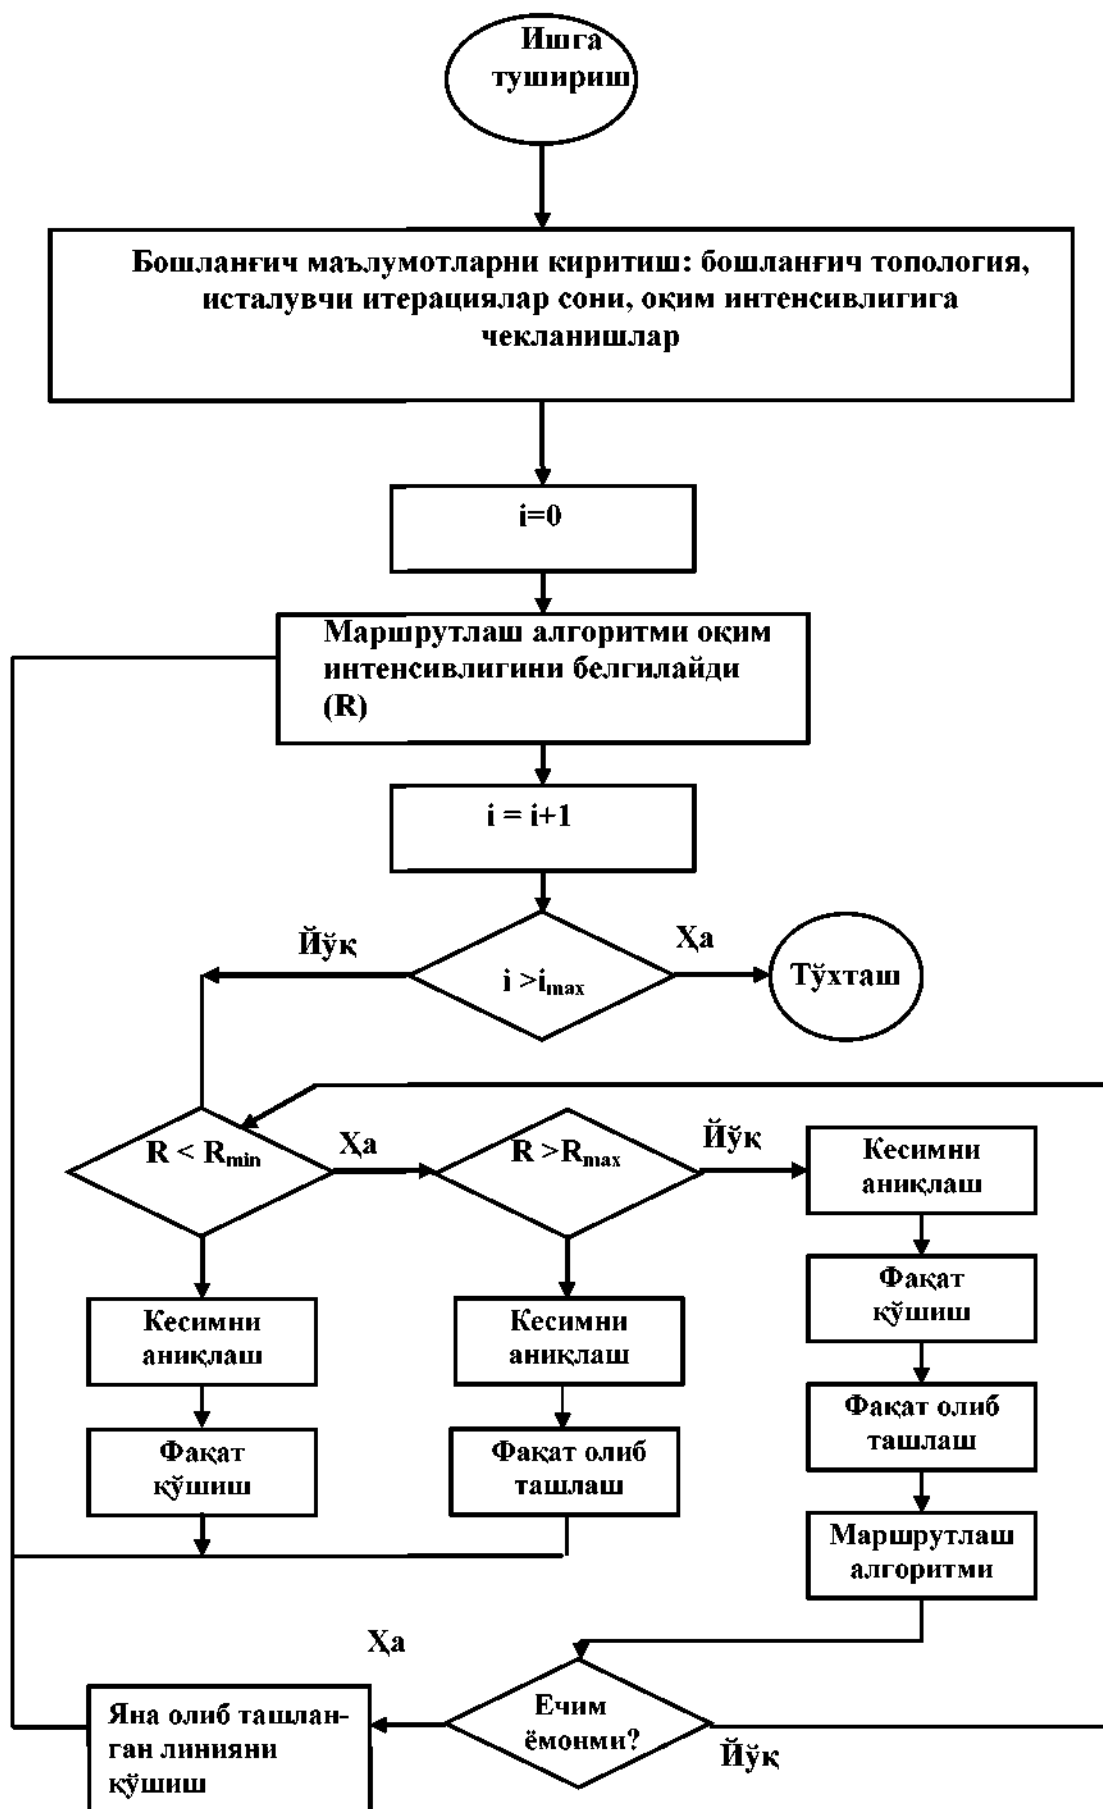 Ишга
тушириш
Бошланғич маълумотларни киритиш: бошланғич топология,
исталувчи итерациялар сони, оқим интенсивлигига
чекланишлар
i=0
Маршрутлаш алгоритми оқим
интенсивлигини белгилайди
(R)
i = i+1
Йўқ
Ҳа
i >imax
Тўхташ
R < Rmin
Ҳа
R >Rmax
Йўқ
Кесимни
аниқлаш
Фақат
қўшиш
Кесимни
аниқлаш
Кесимни
аниқлаш
Фақат олиб
ташлаш
Фақат
қўшиш
Фақат олиб
ташлаш
Маршрутлаш
алгоритми
Ҳа
Яна олиб ташлан-
ган линияни
қўшиш
Ечим
ёмонми?
Йўқ